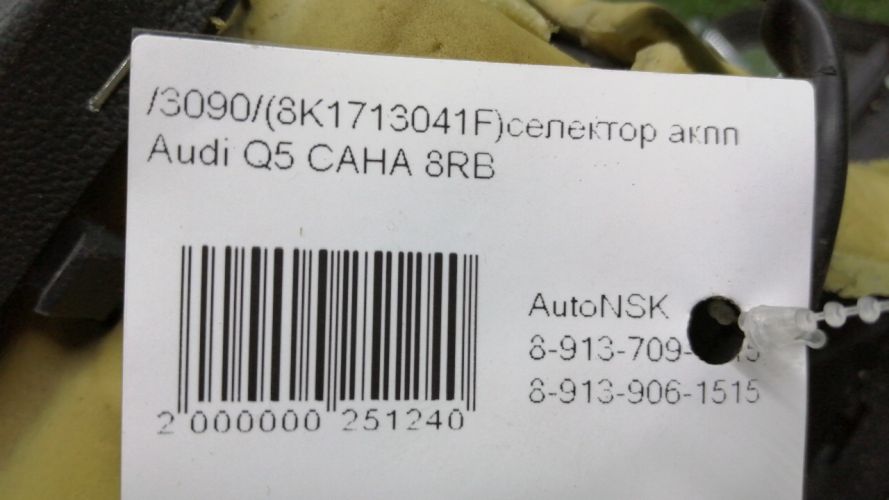 /3090/(8K1713041F)селектор акпп
Audi Q5 CAHA 8RB
AutoNSK
8-913-709-
8-913-906-1515
2 000000 251240